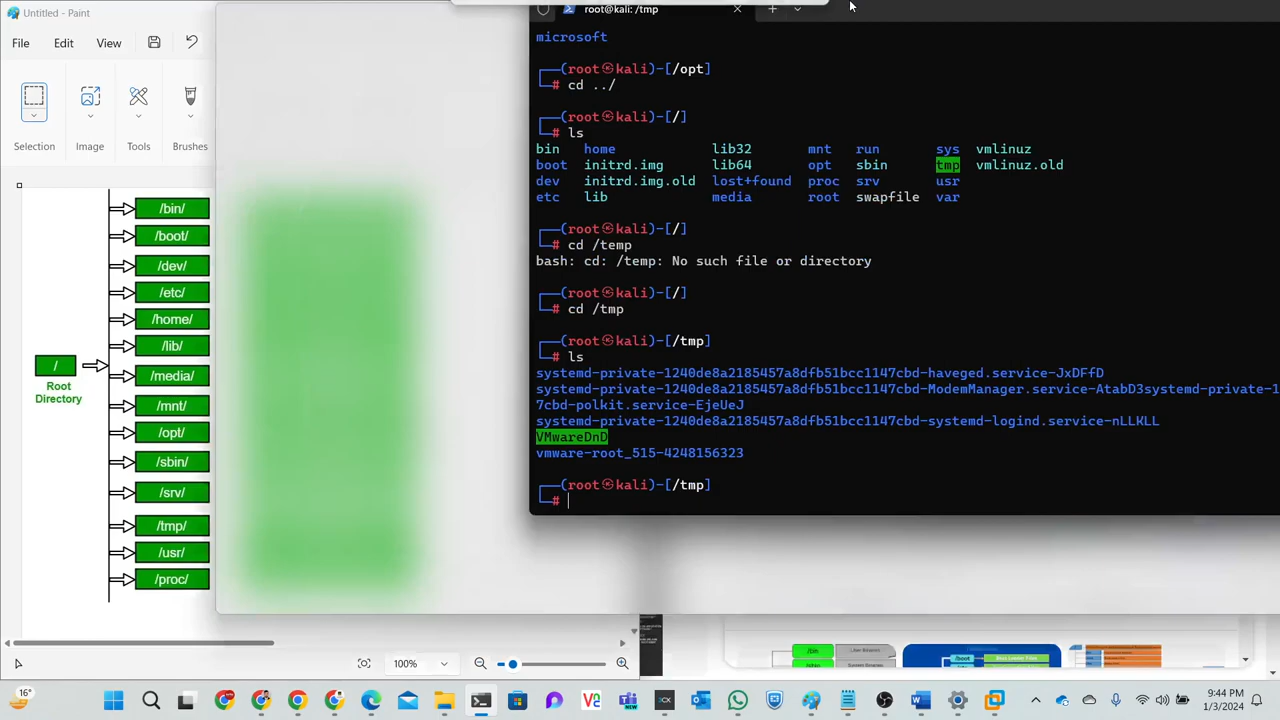 Untitled - Paint
File Edit View
Selection Image Tools Brushes
/
Root
Directory
/bin/
/boot/
/dev/
/etc/
/home/
/lib/
/media/
/mnt/
/opt/
/sbin/
/srv/
/tmp/
/usr/
/proc/
100%
root@kali: /tmp
microsoft
┌──(root㉿kali)-[/opt]
└─# cd ../
┌──(root㉿kali)-[/]
└─# ls
bin home lib32 mnt run sys vmlinuz
boot initrd.img lib64 opt sbin tmp vmlinuz.old
dev initrd.img.old lost+found proc srv usr
etc lib media root swapfile var
┌──(root㉿kali)-[/]
└─# cd /temp
bash: cd: /temp: No such file or directory
┌──(root㉿kali)-[/]
└─# cd /tmp
┌──(root㉿kali)-[/tmp]
└─# ls
systemd-private-1240de8a2185457a8dfb51bcc1147cbd-haveged.service-JxDFfD
systemd-private-1240de8a2185457a8dfb51bcc1147cbd-ModemManager.service-AtabD3systemd-private-1
7cbd-polkit.service-EjeUeJ
systemd-private-1240de8a2185457a8dfb51bcc1147cbd-systemd-logind.service-nLLKLL
VMwareDnD
vmware-root_515-4248156323
┌──(root㉿kali)-[/tmp]
└─#
/bin
/boot
16°
9:44 PM
1/3/2024